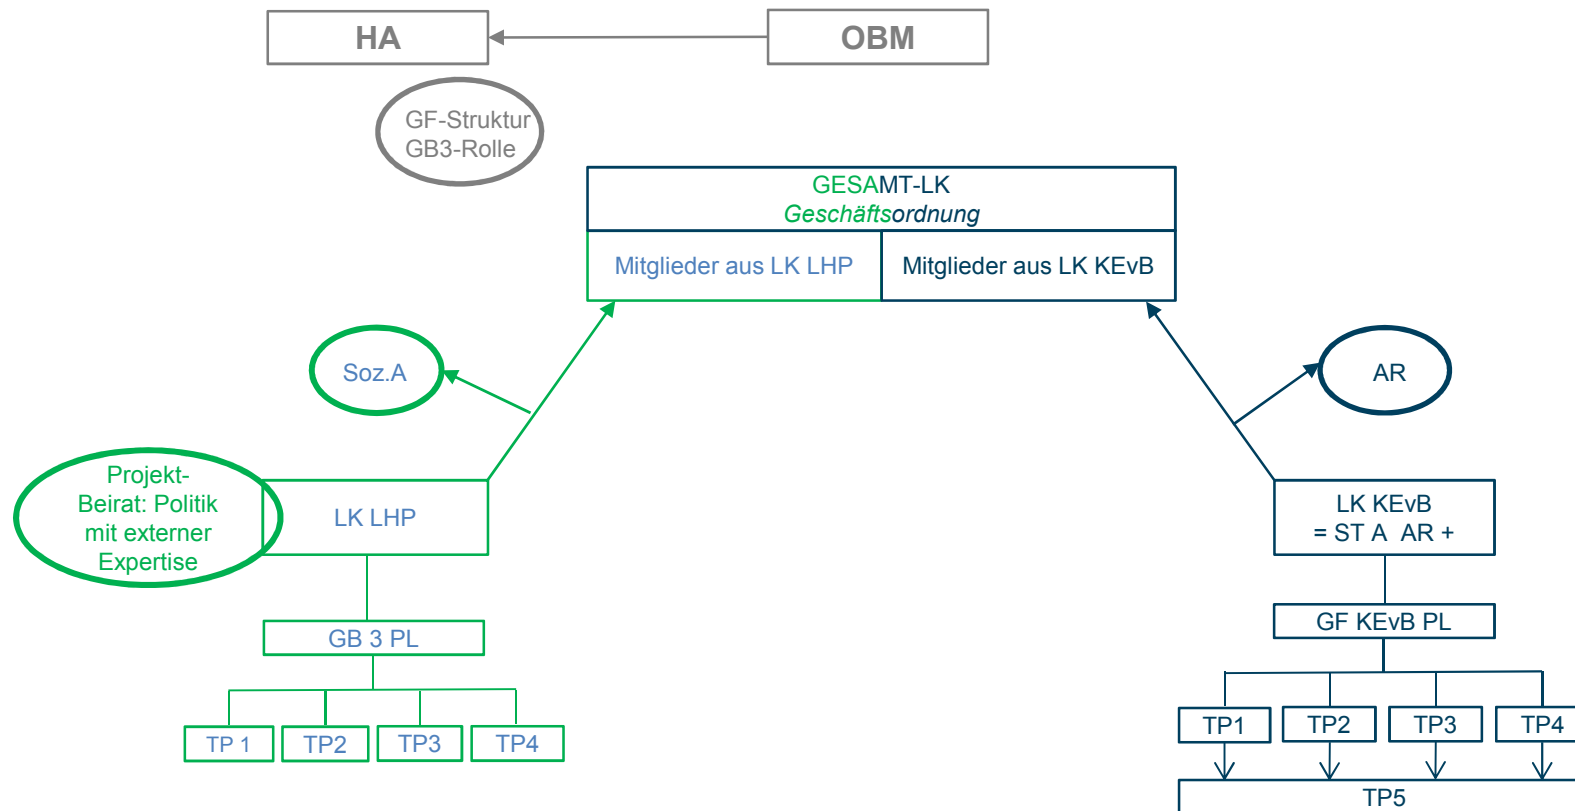 HA
OBM
GF-Struktur
GB3-Rolle
GESAMT-LK
Geschäftsordnung
Mitglieder aus LK LHP
Mitglieder aus LK KEvB
Soz.A
AR
Projekt-
Beirat: Politik
mit externer
Expertise
LK LHP
LK KEvB
= ST A AR +
GB 3 PL
GF KEvB PL
TP 1
TP2
TP3
TP4
TP1
TP2
TP3
TP4
TP5